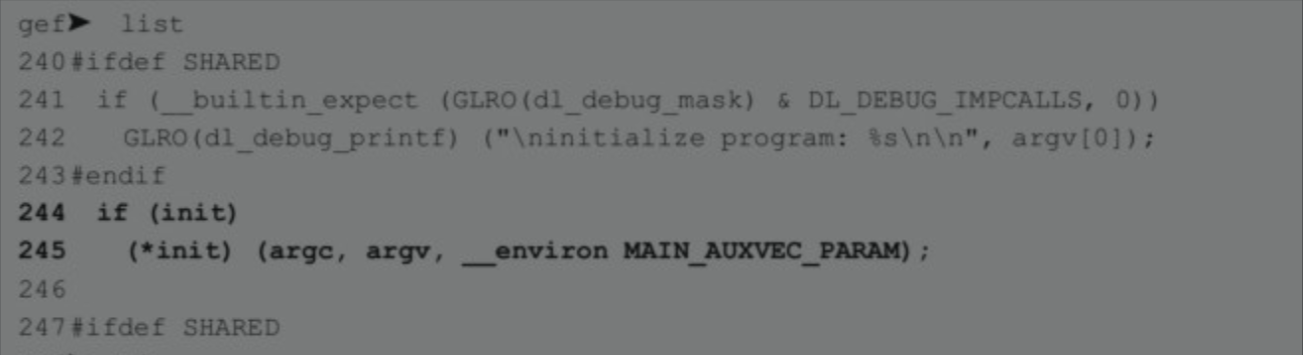 gef➤  list
240#ifdef SHARED
241  if (__builtin_expect (GLRO(dl_debug_mask) & DL_DEBUG_IMPCALLS, 0))
242    GLRO(dl_debug_printf) ("\ninitialize program: %s\n\n", argv[0]);
243#endif
244  if (init)
245    (*init) (argc, argv, __environ MAIN_AUXVEC_PARAM);
246
247#ifdef SHARED